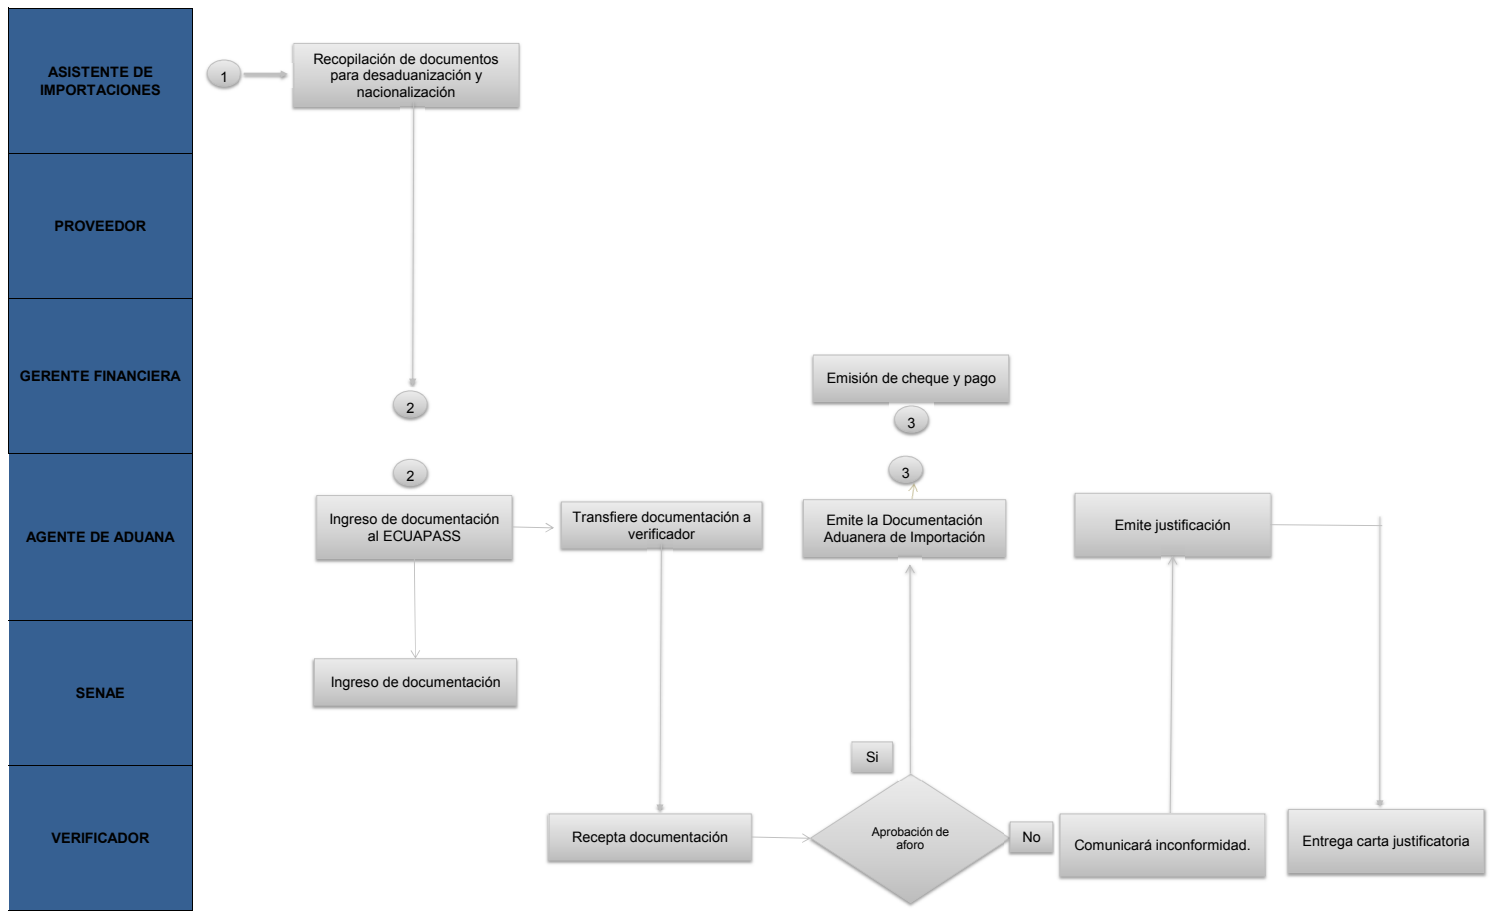 ASISTENTE DE
IMPORTACIONES
1
Recopilación de documentos
para desaduanización y
nacionalización
PROVEEDOR
GERENTE FINANCIERA
2
Emisión de cheque y pago
3
AGENTE DE ADUANA
2
Ingreso de documentación
al ECUAPASS
Transfiere documentación a
verificador
3
Emite la Documentación
Aduanera de Importación
Emite justificación
SENAE
Ingreso de documentación
Si
VERIFICADOR
Recepta documentación
Aprobación de
aforo
No
Comunicará inconformidad.
Entrega carta justificatoria